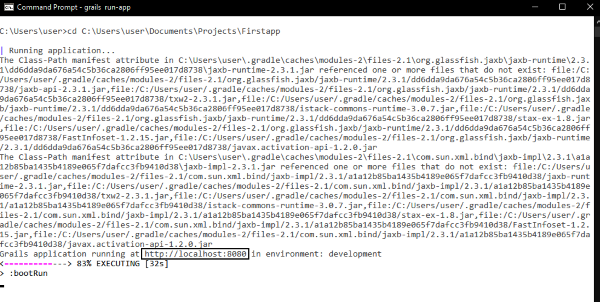 Command Prompt - grails run-app
C:\Users\user>cd C:\Users\user\Documents\Projects\Firstapp
| Running application...
The Class-Path manifest attribute in C:\Users\user\.gradle\caches\modules-2\files-2.1\org.glassfish.jaxb\jaxb-runtime\2.3.
1\dd6dda9da676a54c5b36ca2806ff95ee017d8738\jaxb-runtime-2.3.1.jar referenced one or more files that do not exist: file:/C:
/Users/user/.gradle/caches/modules-2/files-2.1/org.glassfish.jaxb/jaxb-runtime/2.3.1/dd6dda9da676a54c5b36ca2806ff95ee017d8
738/jaxb-api-2.3.1.jar,file:/C:/Users/user/.gradle/caches/modules-2/files-2.1/org.glassfish.jaxb/jaxb-runtime/2.3.1/dd6dda
9da676a54c5b36ca2806ff95ee017d8738/txw2-2.3.1.jar,file:/C:/Users/user/.gradle/caches/modules-2/files-2.1/org.glassfish.jax
b/jaxb-runtime/2.3.1/dd6dda9da676a54c5b36ca2806ff95ee017d8738/istack-commons-runtime-3.0.7.jar,file:/C:/Users/user/.gradle
/caches/modules-2/files-2.1/org.glassfish.jaxb/jaxb-runtime/2.3.1/dd6dda9da676a54c5b36ca2806ff95ee017d8738/stax-ex-1.8.jar
,file:/C:/Users/user/.gradle/caches/modules-2/files-2.1/org.glassfish.jaxb/jaxb-runtime/2.3.1/dd6dda9da676a54c5b36ca2806ff
95ee017d8738/FastInfoset-1.2.15.jar,file:/C:/Users/user/.gradle/caches/modules-2/files-2.1/org.glassfish.jaxb/jaxb-runtime
/2.3.1/dd6dda9da676a54c5b36ca2806ff95ee017d8738/javax.activation-api-1.2.0.jar
The Class-Path manifest attribute in C:\Users\user\.gradle\caches\modules-2\files-2.1\com.sun.xml.bind\jaxb-impl\2.3.1\a1a
12b85ba1435b4189e065f7dafcc3fb9410d38\jaxb-impl-2.3.1.jar referenced one or more files that do not exist: file:/C:/Users/u
ser/.gradle/caches/modules-2/files-2.1/com.sun.xml.bind/jaxb-impl/2.3.1/a1a12b85ba1435b4189e065f7dafcc3fb9410d38/jaxb-runt
ime-2.3.1.jar,file:/C:/Users/user/.gradle/caches/modules-2/files-2.1/com.sun.xml.bind/jaxb-impl/2.3.1/a1a12b85ba1435b4189e
065f7dafcc3fb9410d38/txw2-2.3.1.jar,file:/C:/Users/user/.gradle/caches/modules-2/files-2.1/com.sun.xml.bind/jaxb-impl/2.3.
1/a1a12b85ba1435b4189e065f7dafcc3fb9410d38/istack-commons-runtime-3.0.7.jar,file:/C:/Users/user/.gradle/caches/modules-2/f
iles-2.1/com.sun.xml.bind/jaxb-impl/2.3.1/a1a12b85ba1435b4189e065f7dafcc3fb9410d38/stax-ex-1.8.jar,file:/C:/Users/user/.gr
adle/caches/modules-2/files-2.1/com.sun.xml.bind/jaxb-impl/2.3.1/a1a12b85ba1435b4189e065f7dafcc3fb9410d38/FastInfoset-1.2.
15.jar,file:/C:/Users/user/.gradle/caches/modules-2/files-2.1/com.sun.xml.bind/jaxb-impl/2.3.1/a1a12b85ba1435b4189e065f7da
fcc3fb9410d38/javax.activation-api-1.2.0.jar
Grails application running at http://localhost:8080 in environment: development
<-----------> 83% EXECUTING [32s]
> :bootRun